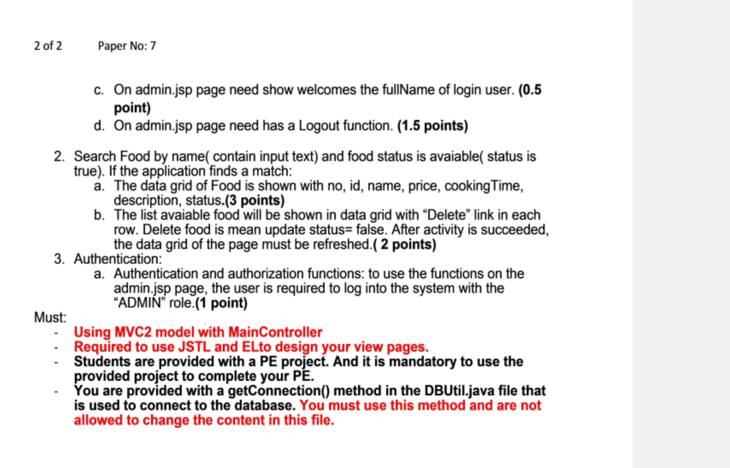 2 of 2 Paper No: 7
c. On admin.jsp page need show welcomes the fullName of login user. (0.5
point)
d. On admin.jsp page need has a Logout function. (1.5 points)
2. Search Food by name( contain input text) and food status is avaiable( status is
true). If the application finds a match:
a. The data grid of Food is shown with no, id, name, price, cookingTime,
description, status.(3 points)
b. The list avaiable food will be shown in data grid with “Delete” link in each
row. Delete food is mean update status= false. After activity is succeeded,
the data grid of the page must be refreshed.( 2 points)
3. Authentication:
a. Authentication and authorization functions: to use the functions on the
admin.jsp page, the user is required to log into the system with the
“ADMIN” role.(1 point)
Must:
- Using MVC2 model with MainController
- Required to use JSTL and ELto design your view pages.
- Students are provided with a PE project. And it is mandatory to use the
provided project to complete your PE.
- You are provided with a getConnection() method in the DBUtil.java file that
is used to connect to the database. You must use this method and are not
allowed to change the content in this file.